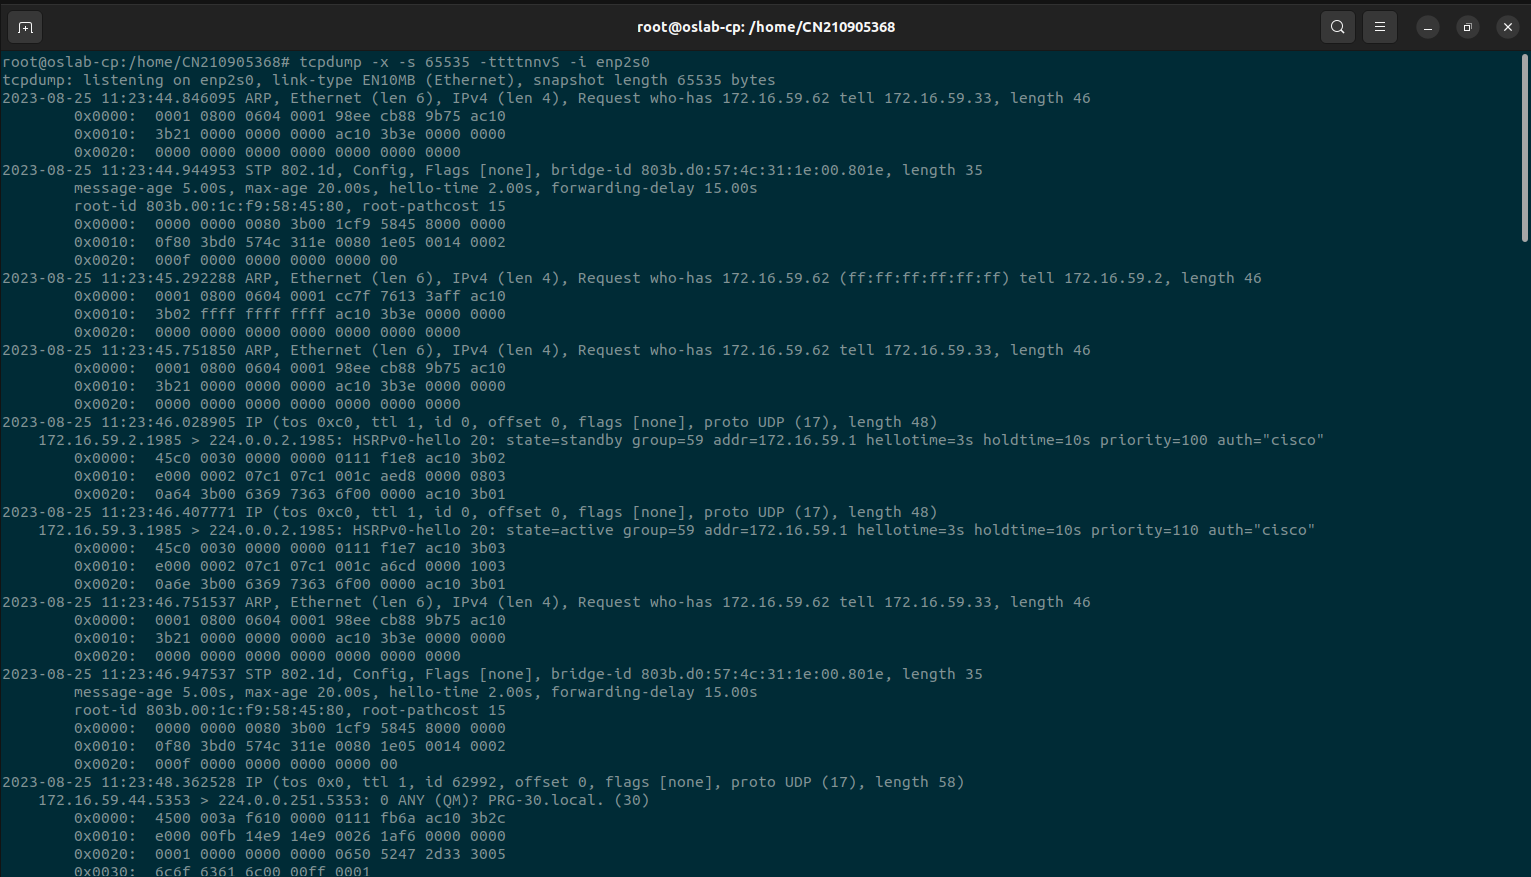 root@oslab-cp: /home/CN210905368
root@oslab-cp:/home/CN210905368# tcpdump -x -s 65535 -ttttnnvS -i enp2s0
tcpdump: listening on enp2s0, link-type EN10MB (Ethernet), snapshot length 65535 bytes
2023-08-25 11:23:44.846095 ARP, Ethernet (len 6), IPv4 (len 4), Request who-has 172.16.59.62 tell 172.16.59.33, length 46
0x0000:  0001 0800 0604 0001 98ee cb88 9b75 ac10
0x0010:  3b21 0000 0000 0000 ac10 3b3e 0000 0000
0x0020:  0000 0000 0000 0000 0000 0000 0000
2023-08-25 11:23:44.944953 STP 802.1d, Config, Flags [none], bridge-id 803b.d0:57:4c:31:1e:00.801e, length 35
message-age 5.00s, max-age 20.00s, hello-time 2.00s, forwarding-delay 15.00s
root-id 803b.00:1c:f9:58:45:80, root-pathcost 15
0x0000:  0000 0000 0080 3b00 1cf9 5845 8000 0000
0x0010:  0f80 3bd0 574c 311e 0080 1e05 0014 0002
0x0020:  000f 0000 0000 0000 0000 00
2023-08-25 11:23:45.292288 ARP, Ethernet (len 6), IPv4 (len 4), Request who-has 172.16.59.62 (ff:ff:ff:ff:ff:ff) tell 172.16.59.2, length 46
0x0000:  0001 0800 0604 0001 cc7f 7613 3aff ac10
0x0010:  3b02 ffff ffff ffff ac10 3b3e 0000 0000
0x0020:  0000 0000 0000 0000 0000 0000 0000
2023-08-25 11:23:45.751850 ARP, Ethernet (len 6), IPv4 (len 4), Request who-has 172.16.59.62 tell 172.16.59.33, length 46
0x0000:  0001 0800 0604 0001 98ee cb88 9b75 ac10
0x0010:  3b21 0000 0000 0000 ac10 3b3e 0000 0000
0x0020:  0000 0000 0000 0000 0000 0000 0000
2023-08-25 11:23:46.028905 IP (tos 0xc0, ttl 1, id 0, offset 0, flags [none], proto UDP (17), length 48)
172.16.59.2.1985 > 224.0.0.2.1985: HSRPv0-hello 20: state=standby group=59 addr=172.16.59.1 hellotime=3s holdtime=10s priority=100 auth="cisco"
0x0000:  45c0 0030 0000 0000 0111 f1e8 ac10 3b02
0x0010:  e000 0002 07c1 07c1 001c aed8 0000 0803
0x0020:  0a64 3b00 6369 7363 6f00 0000 ac10 3b01
2023-08-25 11:23:46.407771 IP (tos 0xc0, ttl 1, id 0, offset 0, flags [none], proto UDP (17), length 48)
172.16.59.3.1985 > 224.0.0.2.1985: HSRPv0-hello 20: state=active group=59 addr=172.16.59.1 hellotime=3s holdtime=10s priority=110 auth="cisco"
0x0000:  45c0 0030 0000 0000 0111 f1e7 ac10 3b03
0x0010:  e000 0002 07c1 07c1 001c a6cd 0000 1003
0x0020:  0a6e 3b00 6369 7363 6f00 0000 ac10 3b01
2023-08-25 11:23:46.751537 ARP, Ethernet (len 6), IPv4 (len 4), Request who-has 172.16.59.62 tell 172.16.59.33, length 46
0x0000:  0001 0800 0604 0001 98ee cb88 9b75 ac10
0x0010:  3b21 0000 0000 0000 ac10 3b3e 0000 0000
0x0020:  0000 0000 0000 0000 0000 0000 0000
2023-08-25 11:23:46.947537 STP 802.1d, Config, Flags [none], bridge-id 803b.d0:57:4c:31:1e:00.801e, length 35
message-age 5.00s, max-age 20.00s, hello-time 2.00s, forwarding-delay 15.00s
root-id 803b.00:1c:f9:58:45:80, root-pathcost 15
0x0000:  0000 0000 0080 3b00 1cf9 5845 8000 0000
0x0010:  0f80 3bd0 574c 311e 0080 1e05 0014 0002
0x0020:  000f 0000 0000 0000 0000 00
2023-08-25 11:23:48.362528 IP (tos 0x0, ttl 1, id 62992, offset 0, flags [none], proto UDP (17), length 58)
172.16.59.44.5353 > 224.0.0.251.5353: 0 ANY (QM)? PRG-30.local. (30)
0x0000:  4500 003a f610 0000 0111 fb6a ac10 3b2c
0x0010:  e000 00fb 14e9 14e9 0026 1af6 0000 0000
0x0020:  0001 0000 0000 0000 0650 5247 2d33 3005
0x0030:  6c6f 6361 6c00 00ff 0001